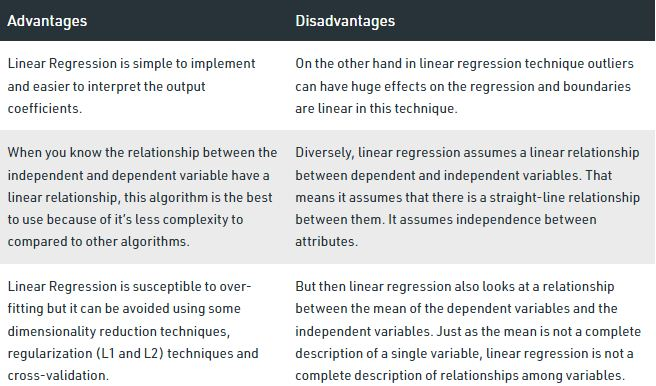 Advantages
Disadvantages
Linear Regression is simple to implement
and easier to interpret the output
coefficients.
On the other hand in linear regression technique outliers
can have huge effects on the regression and boundaries
are linear in this technique.
When you know the relationship between the
independent and dependent variable have a
linear relationship, this algorithm is the best
to use because of it's less complexity to
compared to other algorithms.
Diversely, linear regression assumes a linear relationship
between dependent and independent variables. That
means it assumes that there is a straight-line relationship
between them. It assumes independence between
attributes.
Linear Regression is susceptible to over-
fitting but it can be avoided using some
dimensionality reduction techniques,
regularization (L1 and L2) techniques and
cross-validation.
But then linear regression also looks at a relationship
between the mean of the dependent variables and the
independent variables. Just as the mean is not a complete
description of a single variable, linear regression is not a
complete description of relationships among variables.